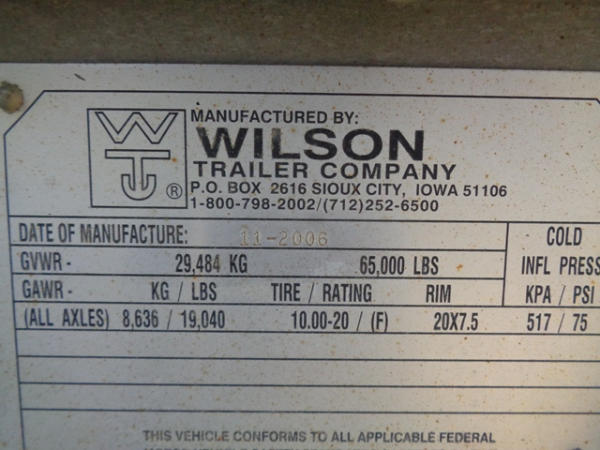 WTC ®
MANUFACTURED BY:
WILSON
TRAILER COMPANY
P.O. BOX 2616 SIOUX CITY, IOWA 51106
1-800-798-2002/(712)252-6500
DATE OF MANUFACTURE: 11-2006 COLD
GVWR - 29,484 KG 65,000 LBS INFL PRESS
GAWR - KG / LBS TIRE / RATING RIM KPA / PSI
(ALL AXLES) 8,636 / 19,040 10.00-20 / (F) 20X7.5 517 / 75
THIS VEHICLE CONFORMS TO ALL APPLICABLE FEDERAL